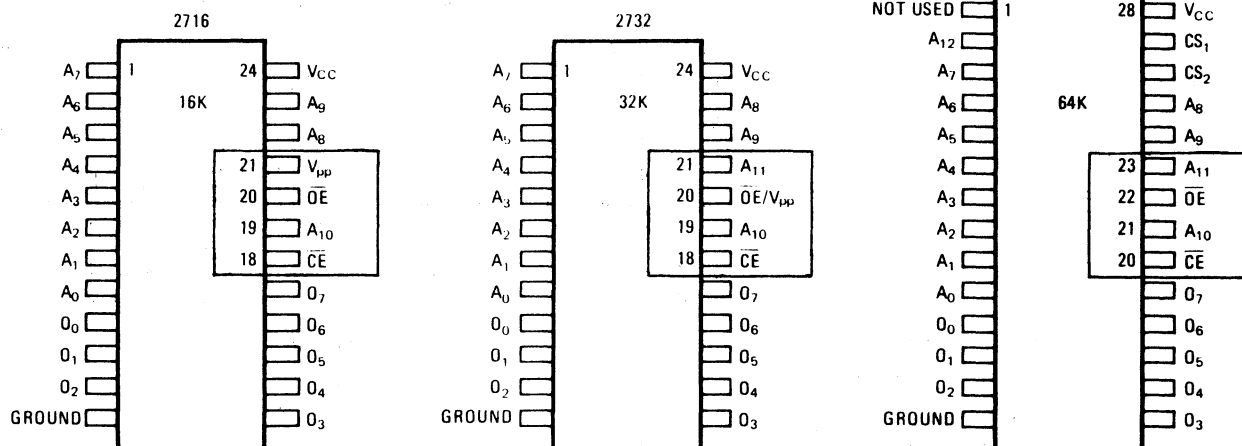 2716
A7 1 24 VCC
A6 16K A9
A5 A8
A4 21 Vpp
A3 20 OE
A2 19 A10
A1 18 CE
A0 O7
O0 O6
O1 O5
O2 O4
GROUND O3
2732
A7 1 24 VCC
A6 32K A8
A5 A9
A4 21 A11
A3 20 OE/Vpp
A2 19 A10
A1 18 CE
A0 O7
O0 O6
O1 O5
O2 O4
GROUND O3
NOT USED 1 28 VCC
A12 CS1
A7 CS2
A6 64K A8
A5 A9
A4 23 A11
A3 22 OE
A2 21 A10
A1 20 CE
A0 O7
O0 O6
O1 O5
O2 O4
GROUND O3